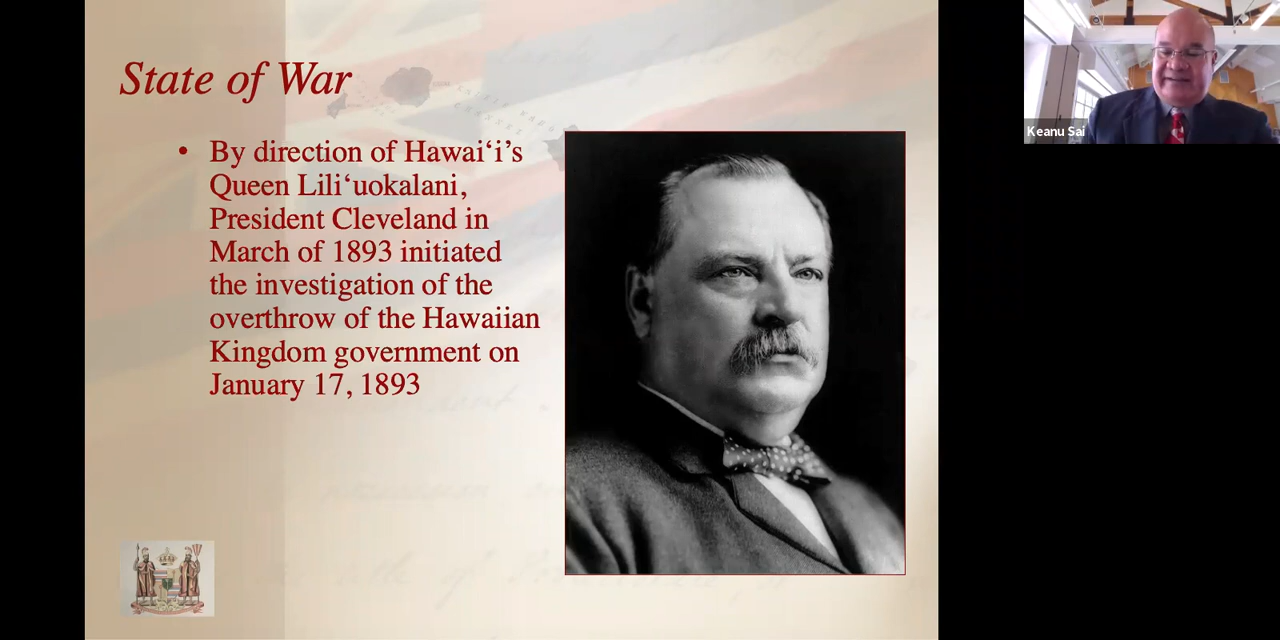 State of War
• By direction of Hawaiʻi’s
Queen Liliʻuokalani,
President Cleveland in
March of 1893 initiated
the investigation of the
overthrow of the Hawaiian
Kingdom government on
January 17, 1893
Keanu Sai